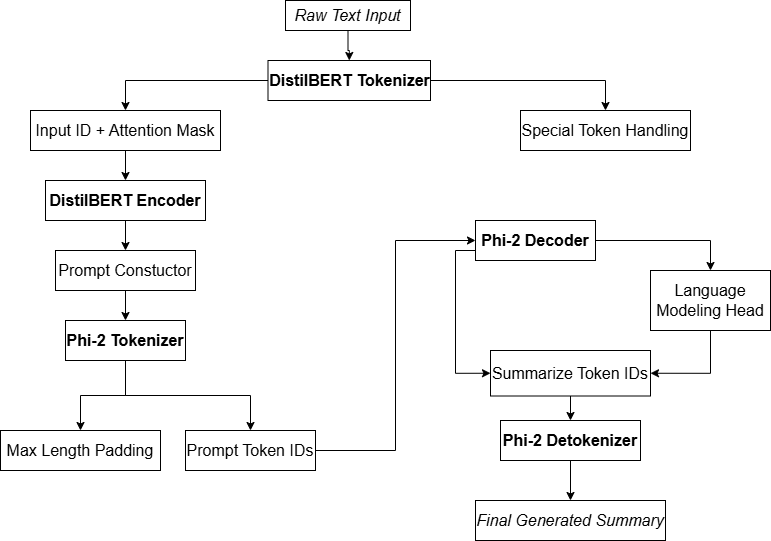 Raw Text Input
DistilBERT Tokenizer
Input ID + Attention Mask
Special Token Handling
DistilBERT Encoder
Prompt Constuctor
Phi-2 Tokenizer
Max Length Padding
Prompt Token IDs
Phi-2 Decoder
Language
Modeling Head
Summarize Token IDs
Phi-2 Detokenizer
Final Generated Summary